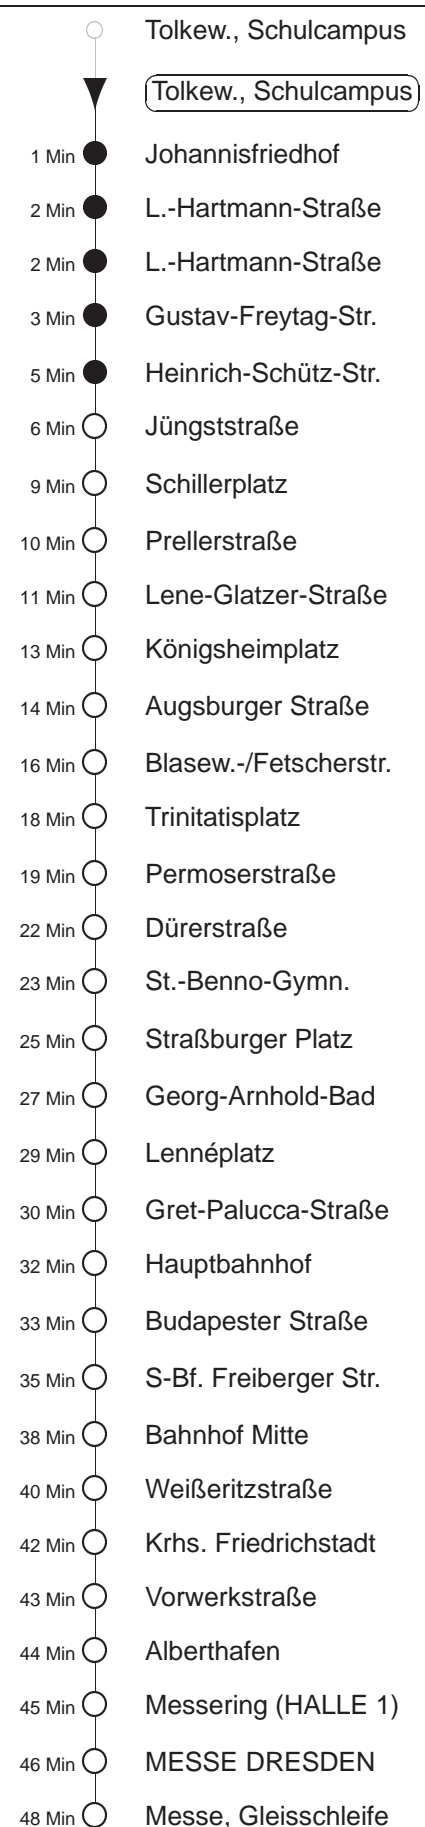 Tolkew., Schulcampus
Tolkew., Schulcampus
1 Min Johannisfriedhof
2 Min L.-Hartmann-Straße
2 Min L.-Hartmann-Straße
3 Min Gustav-Freytag-Str.
5 Min Heinrich-Schütz-Str.
6 Min Jüngststraße
9 Min Schillerplatz
10 Min Prellerstraße
11 Min Lene-Glatzer-Straße
13 Min Königsheimplatz
14 Min Augsburger Straße
16 Min Blasew.-/Fetscherstr.
18 Min Trinitatisplatz
19 Min Permoserstraße
22 Min Dürerstraße
23 Min St.-Benno-Gymn.
25 Min Straßburger Platz
27 Min Georg-Arnhold-Bad
29 Min Lennéplatz
30 Min Gret-Palucca-Straße
32 Min Hauptbahnhof
33 Min Budapester Straße
35 Min S-Bf. Freiberger Str.
38 Min Bahnhof Mitte
40 Min Weißeritzstraße
42 Min Krhs. Friedrichstadt
43 Min Vorwerkstraße
44 Min Alberthafen
45 Min Messering (HALLE 1)
46 Min MESSE DRESDEN
48 Min Messe, Gleisschleife